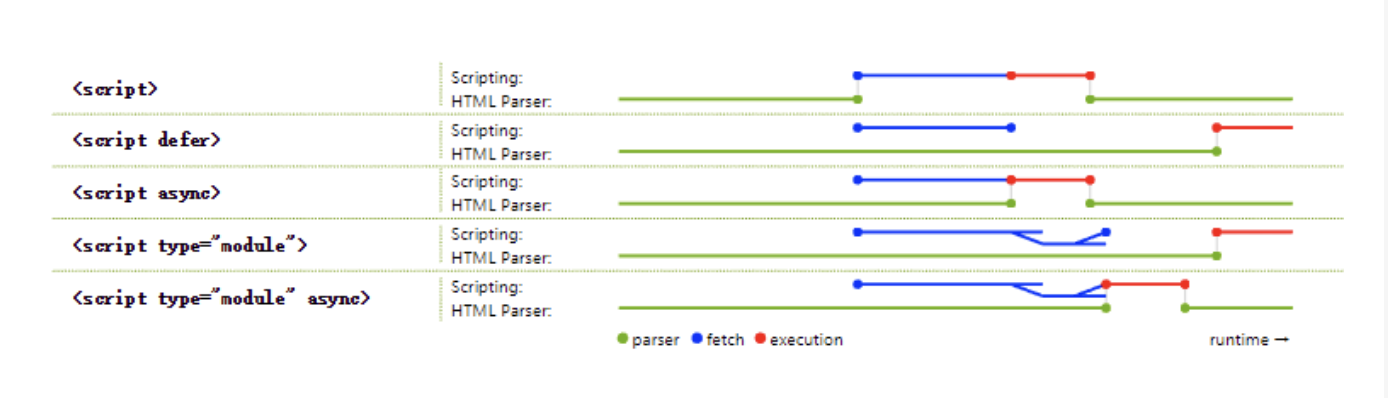 <script>
Scripting:
HTML Parser:
<script defer>
Scripting:
HTML Parser:
<script async>
Scripting:
HTML Parser:
<script type="module">
Scripting:
HTML Parser:
<script type="module" async>
Scripting:
HTML Parser:
parser fetch execution runtime →